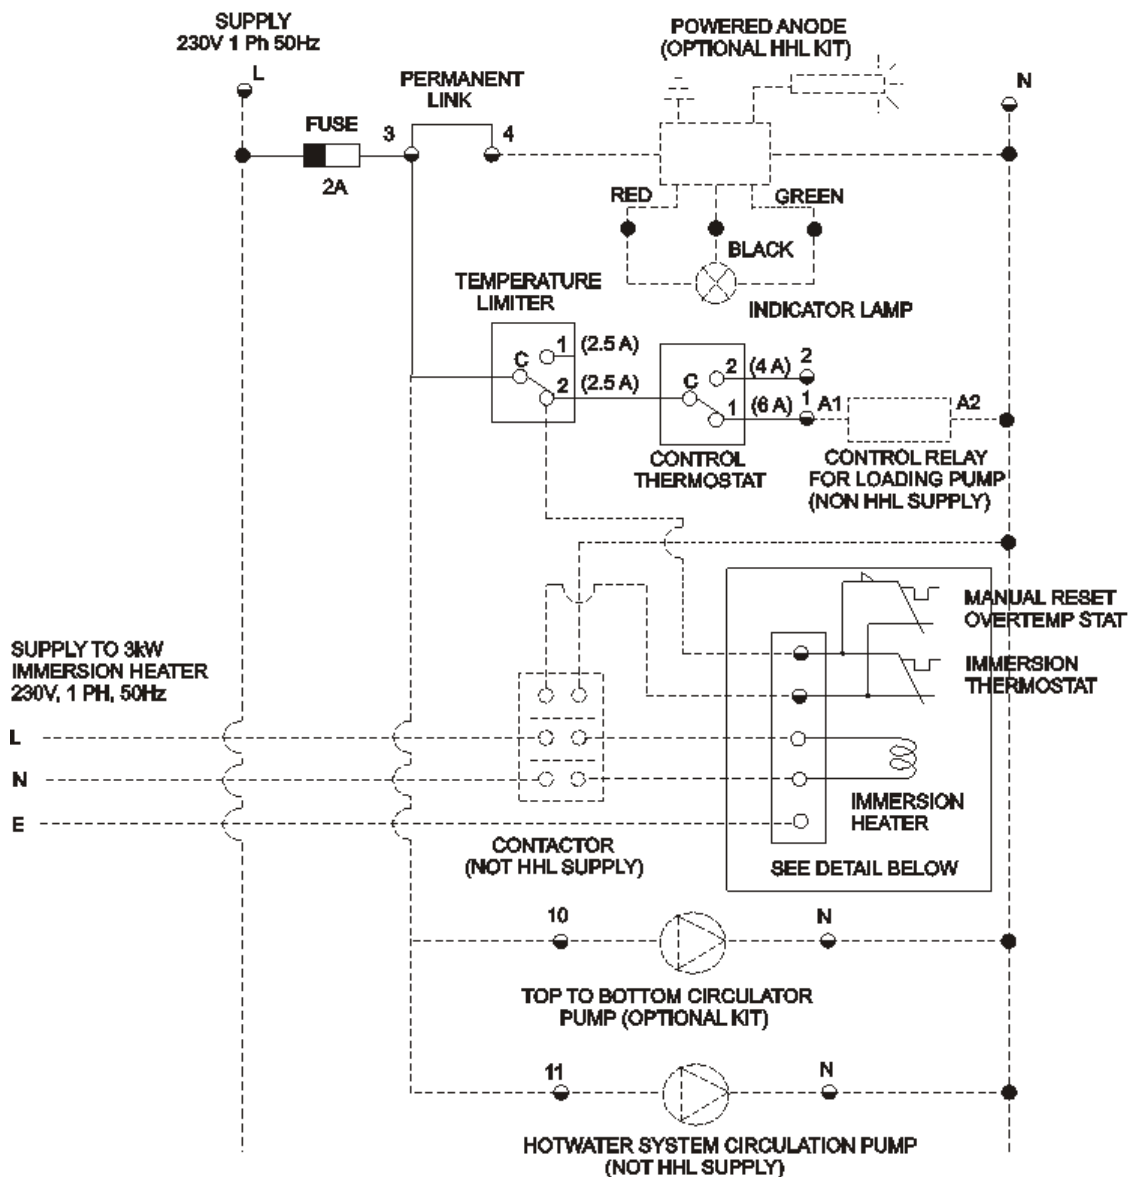 SUPPLY
230V 1 Ph 50Hz
L
POWERED ANODE
(OPTIONAL HHL KIT)
N
PERMANENT
LINK
FUSE
3
4
2A
RED
GREEN
BLACK
INDICATOR LAMP
TEMPERATURE
LIMITER
C
1
(2.5 A)
2
(2.5 A)
C
2
(4 A)
2
1
(6 A)
1
A1
A2
CONTROL
THERMOSTAT
CONTROL RELAY
FOR LOADING PUMP
(NON HHL SUPPLY)
MANUAL RESET
OVERTEMP STAT
IMMERSION
THERMOSTAT
SUPPLY TO 3kW
IMMERSION HEATER
230V, 1 PH, 50Hz
L
N
E
IMMERSION
HEATER
CONTACTOR
(NOT HHL SUPPLY)
SEE DETAIL BELOW
10
N
TOP TO BOTTOM CIRCULATOR
PUMP (OPTIONAL KIT)
11
N
HOTWATER SYSTEM CIRCULATION PUMP
(NOT HHL SUPPLY)